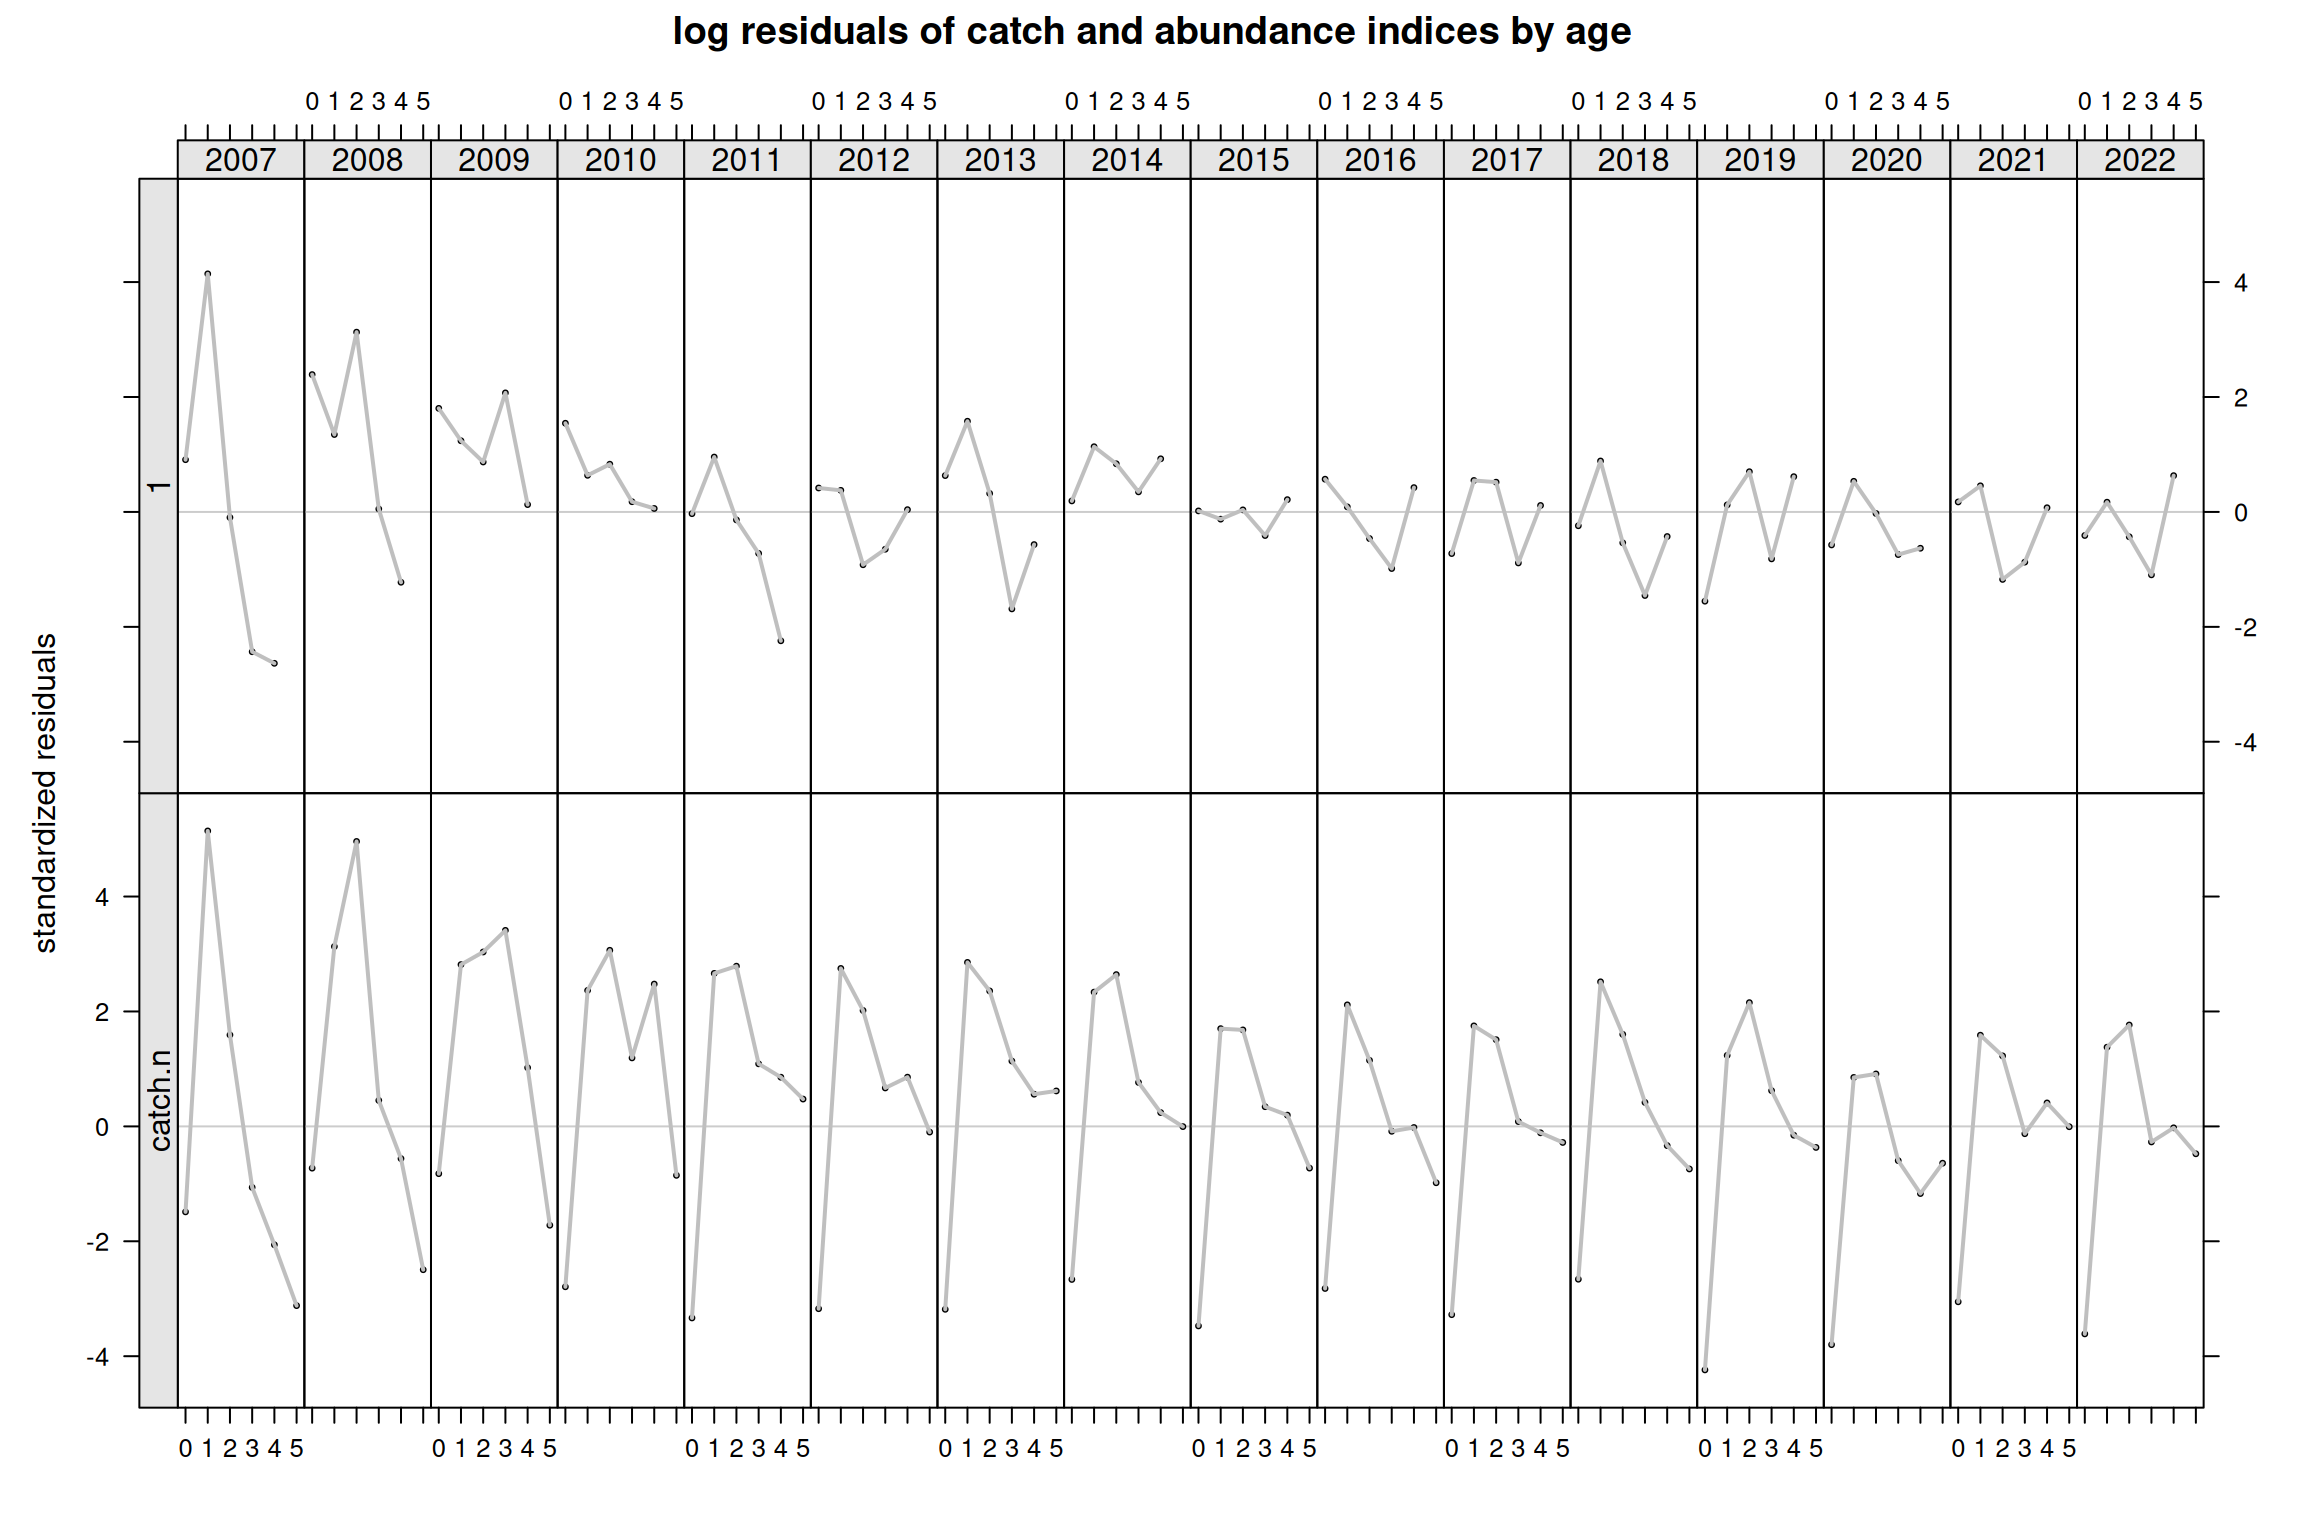 log residuals of catch and abundance indices by age
0 1 2 3 4 5 0 1 2 3 4 5 0 1 2 3 4 5 0 1 2 3 4 5 0 1 2 3 4 5 0 1 2 3 4 5 0 1 2 3 4 5 0 1 2 3 4 5
2007 2008 2009 2010 2011 2012 2013 2014 2015 2016 2017 2018 2019 2020 2021 2022
1
4
2
0
-2
-4
standardized residuals
catch.n
4
2
0
-2
-4
0 1 2 3 4 5 0 1 2 3 4 5 0 1 2 3 4 5 0 1 2 3 4 5 0 1 2 3 4 5 0 1 2 3 4 5 0 1 2 3 4 5 0 1 2 3 4 5